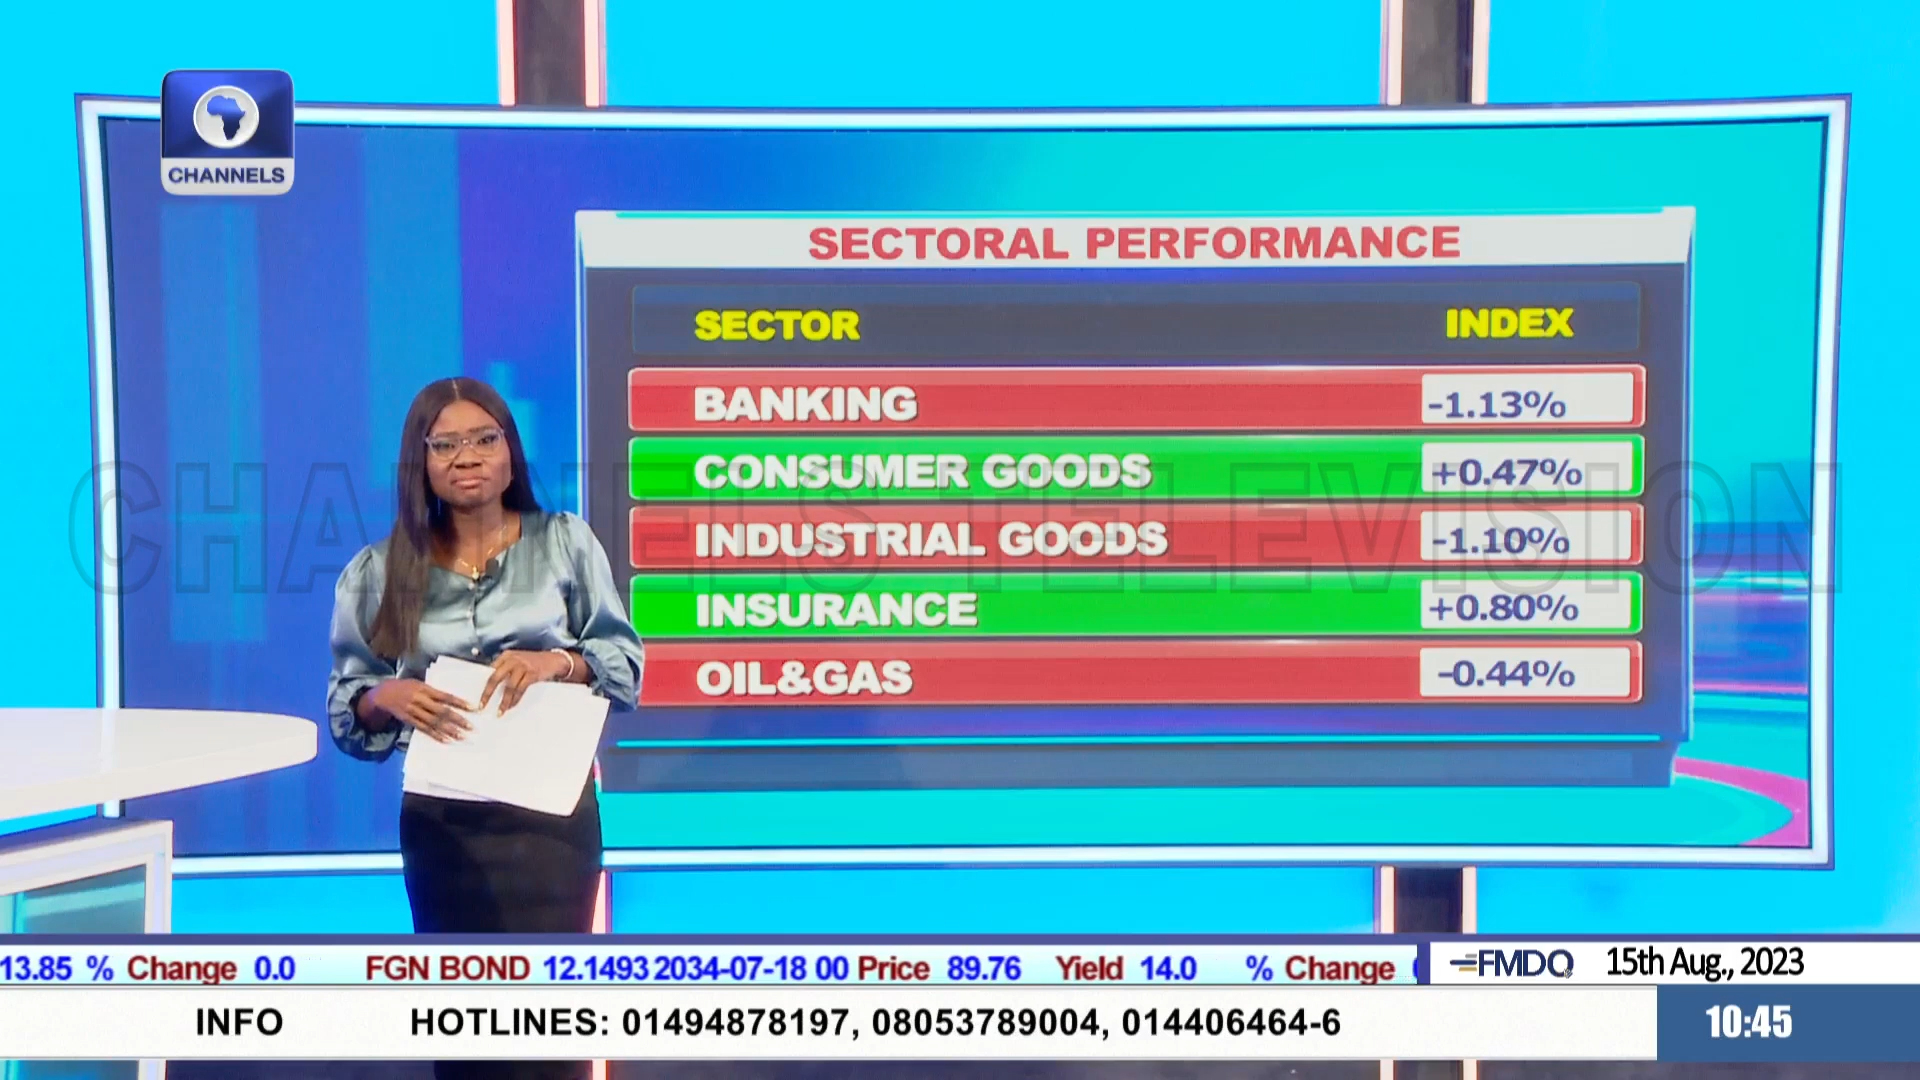 CHANNELS
SECTORAL PERFORMANCE
SECTOR INDEX
BANKING -1.13%
CONSUMER GOODS +0.47%
INDUSTRIAL GOODS -1.10%
INSURANCE +0.80%
OIL&GAS -0.44%
CHANNELS TELEVISION
13.85 % Change 0.0 FGN BOND 12.1493 2034-07-18 00 Price 89.76 Yield 14.0 % Change
FMDQ 15th Aug., 2023
INFO HOTLINES: 01494878197, 08053789004, 014406464-6
10:45